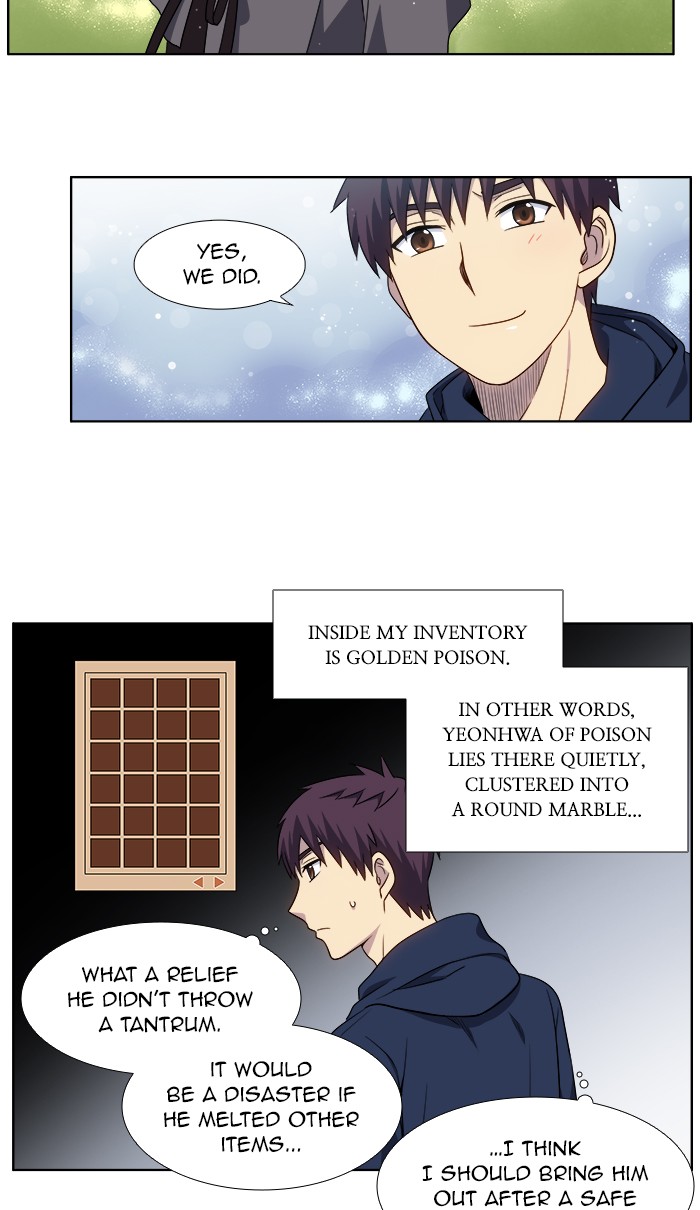 YES,
WE DID.
INSIDE MY INVENTORY
IS GOLDEN POISON.
IN OTHER WORDS,
YEONHWA OF POISON
LIES THERE QUIETLY,
CLUSTERED INTO
A ROUND MARBLE...
WHAT A RELIEF
HE DIDN'T THROW
A TANTRUM.
IT WOULD
BE A DISASTER IF
HE MELTED OTHER
ITEMS...
...I THINK
I SHOULD BRING HIM
OUT AFTER A SAFE